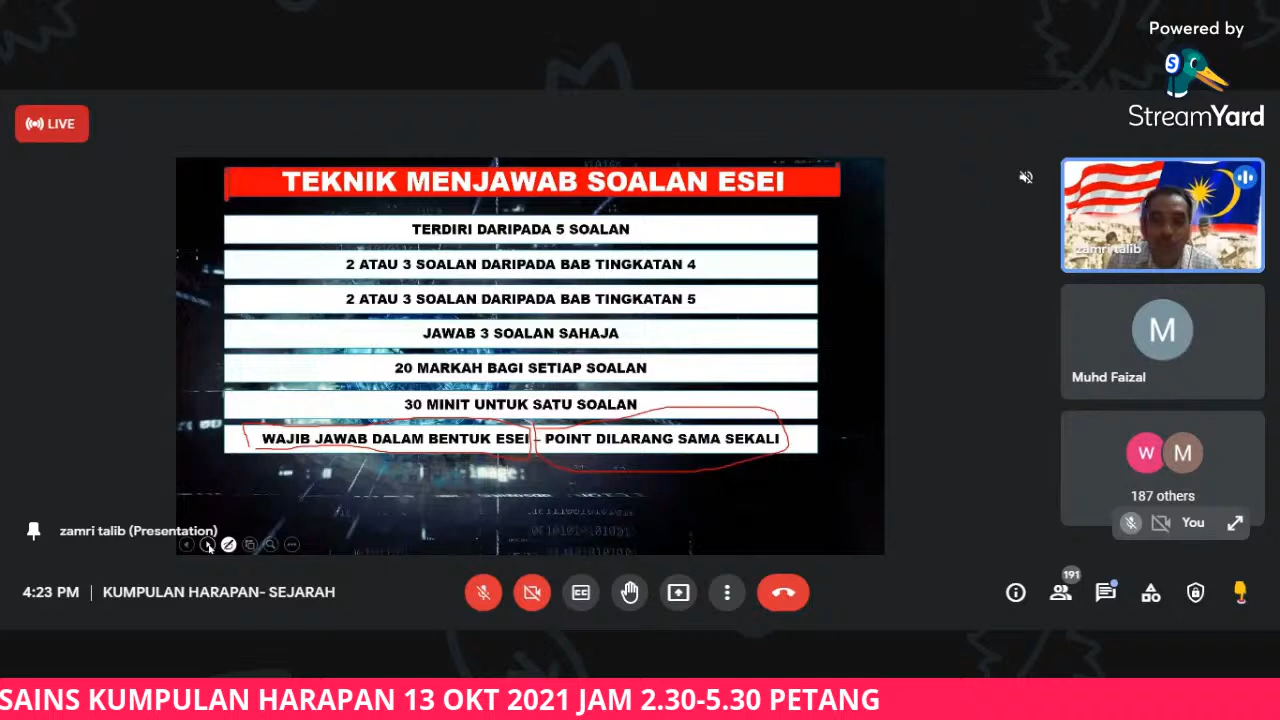 Powered by
StreamYard
LIVE
TEKNIK MENJAWAB SOALAN ESEI
TERDIRI DARIPADA 5 SOALAN
2 ATAU 3 SOALAN DARIPADA BAB TINGKATAN 4
2 ATAU 3 SOALAN DARIPADA BAB TINGKATAN 5
JAWAB 3 SOALAN SAHAJA
20 MARKAH BAGI SETIAP SOALAN
30 MINIT UNTUK SATU SOALAN
WAJIB JAWAB DALAM BENTUK ESEI – POINT DILARANG SAMA SEKALI
zamri talib
M
Muhd Faizal
W M
187 others
You
zamri talib (Presentation)
4:23 PM | KUMPULAN HARAPAN- SEJARAH
CC
191
SAINS KUMPULAN HARAPAN 13 OKT 2021 JAM 2.30-5.30 PETANG